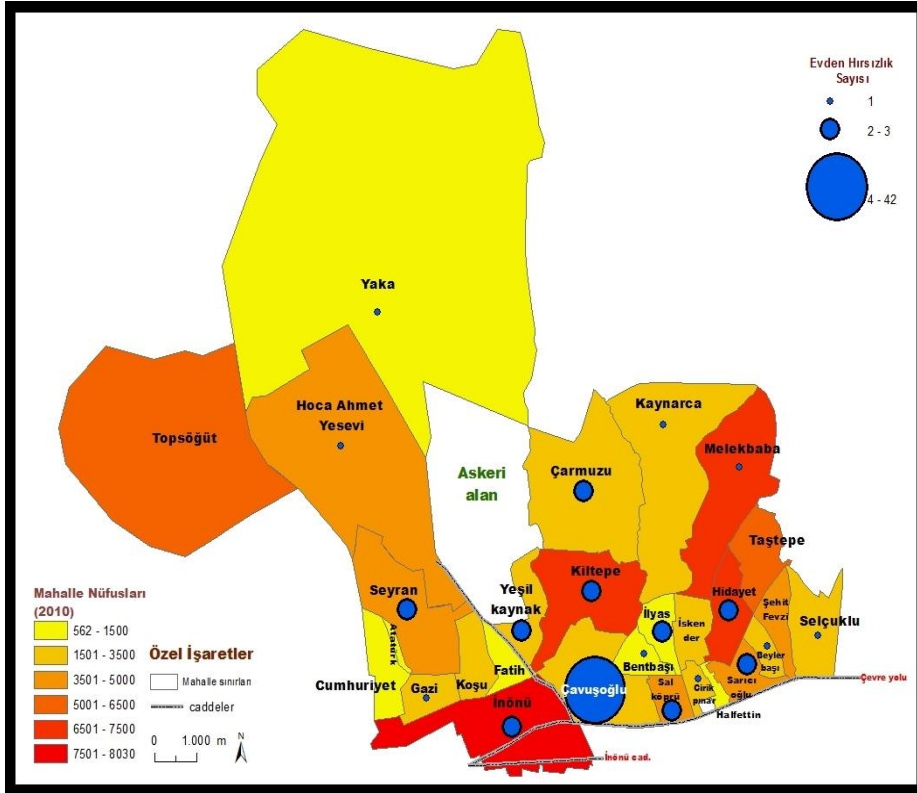 Evden Hırsızlık
Sayısı
1
2 - 3
4 - 42
Yaka
Hoca Ahmet
Yesevi
Topsöğüt
Kaynarca
Melekbaba
Askeri
alan
Çarmuzu
Taştepe
Seyran
Yeşil
kaynak
Kiltepe
İlyas
İsken
der
Hidayet
Şehit
Fevzi
Selçuklu
Atatürk
Cumhuriyet
Gazi
Koşu
Fatih
Bentbaşı
Beyler
başı
Çavuşoğlu
Sal
köprü
Cirik
pınar
Sarıcı
oğlu
Halfettin
İnönü
Çevre yolu
İnönü cad.
Mahalle Nüfusları
(2010)
562 - 1500
1501 - 3500
3501 - 5000
5001 - 6500
6501 - 7500
7501 - 8030
Özel İşaretler
Mahalle sınırları
caddeler
0 1.000 m
N